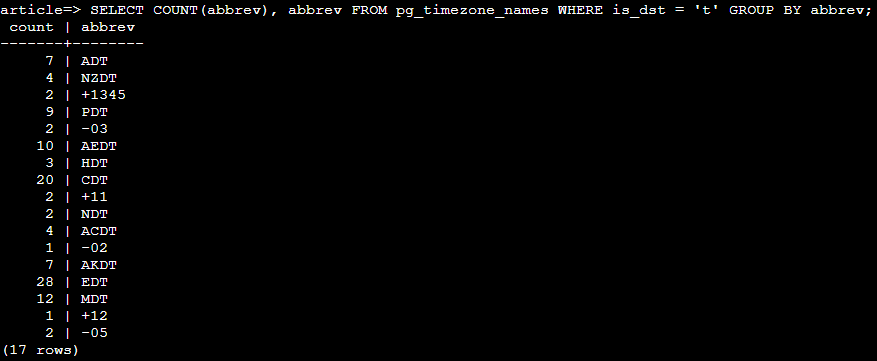 article=> SELECT COUNT(abbrev), abbrev FROM pg_timezone_names WHERE is_dst = 't' GROUP BY abbrev;
 count | abbrev
-------+--------
     7 | ADT
     4 | NZDT
     2 | +1345
     9 | PDT
     2 | -03
    10 | AEDT
     3 | HDT
    20 | CDT
     2 | +11
     2 | NDT
     4 | ACDT
     1 | -02
     7 | AKDT
    28 | EDT
    12 | MDT
     1 | +12
     2 | -05
(17 rows)